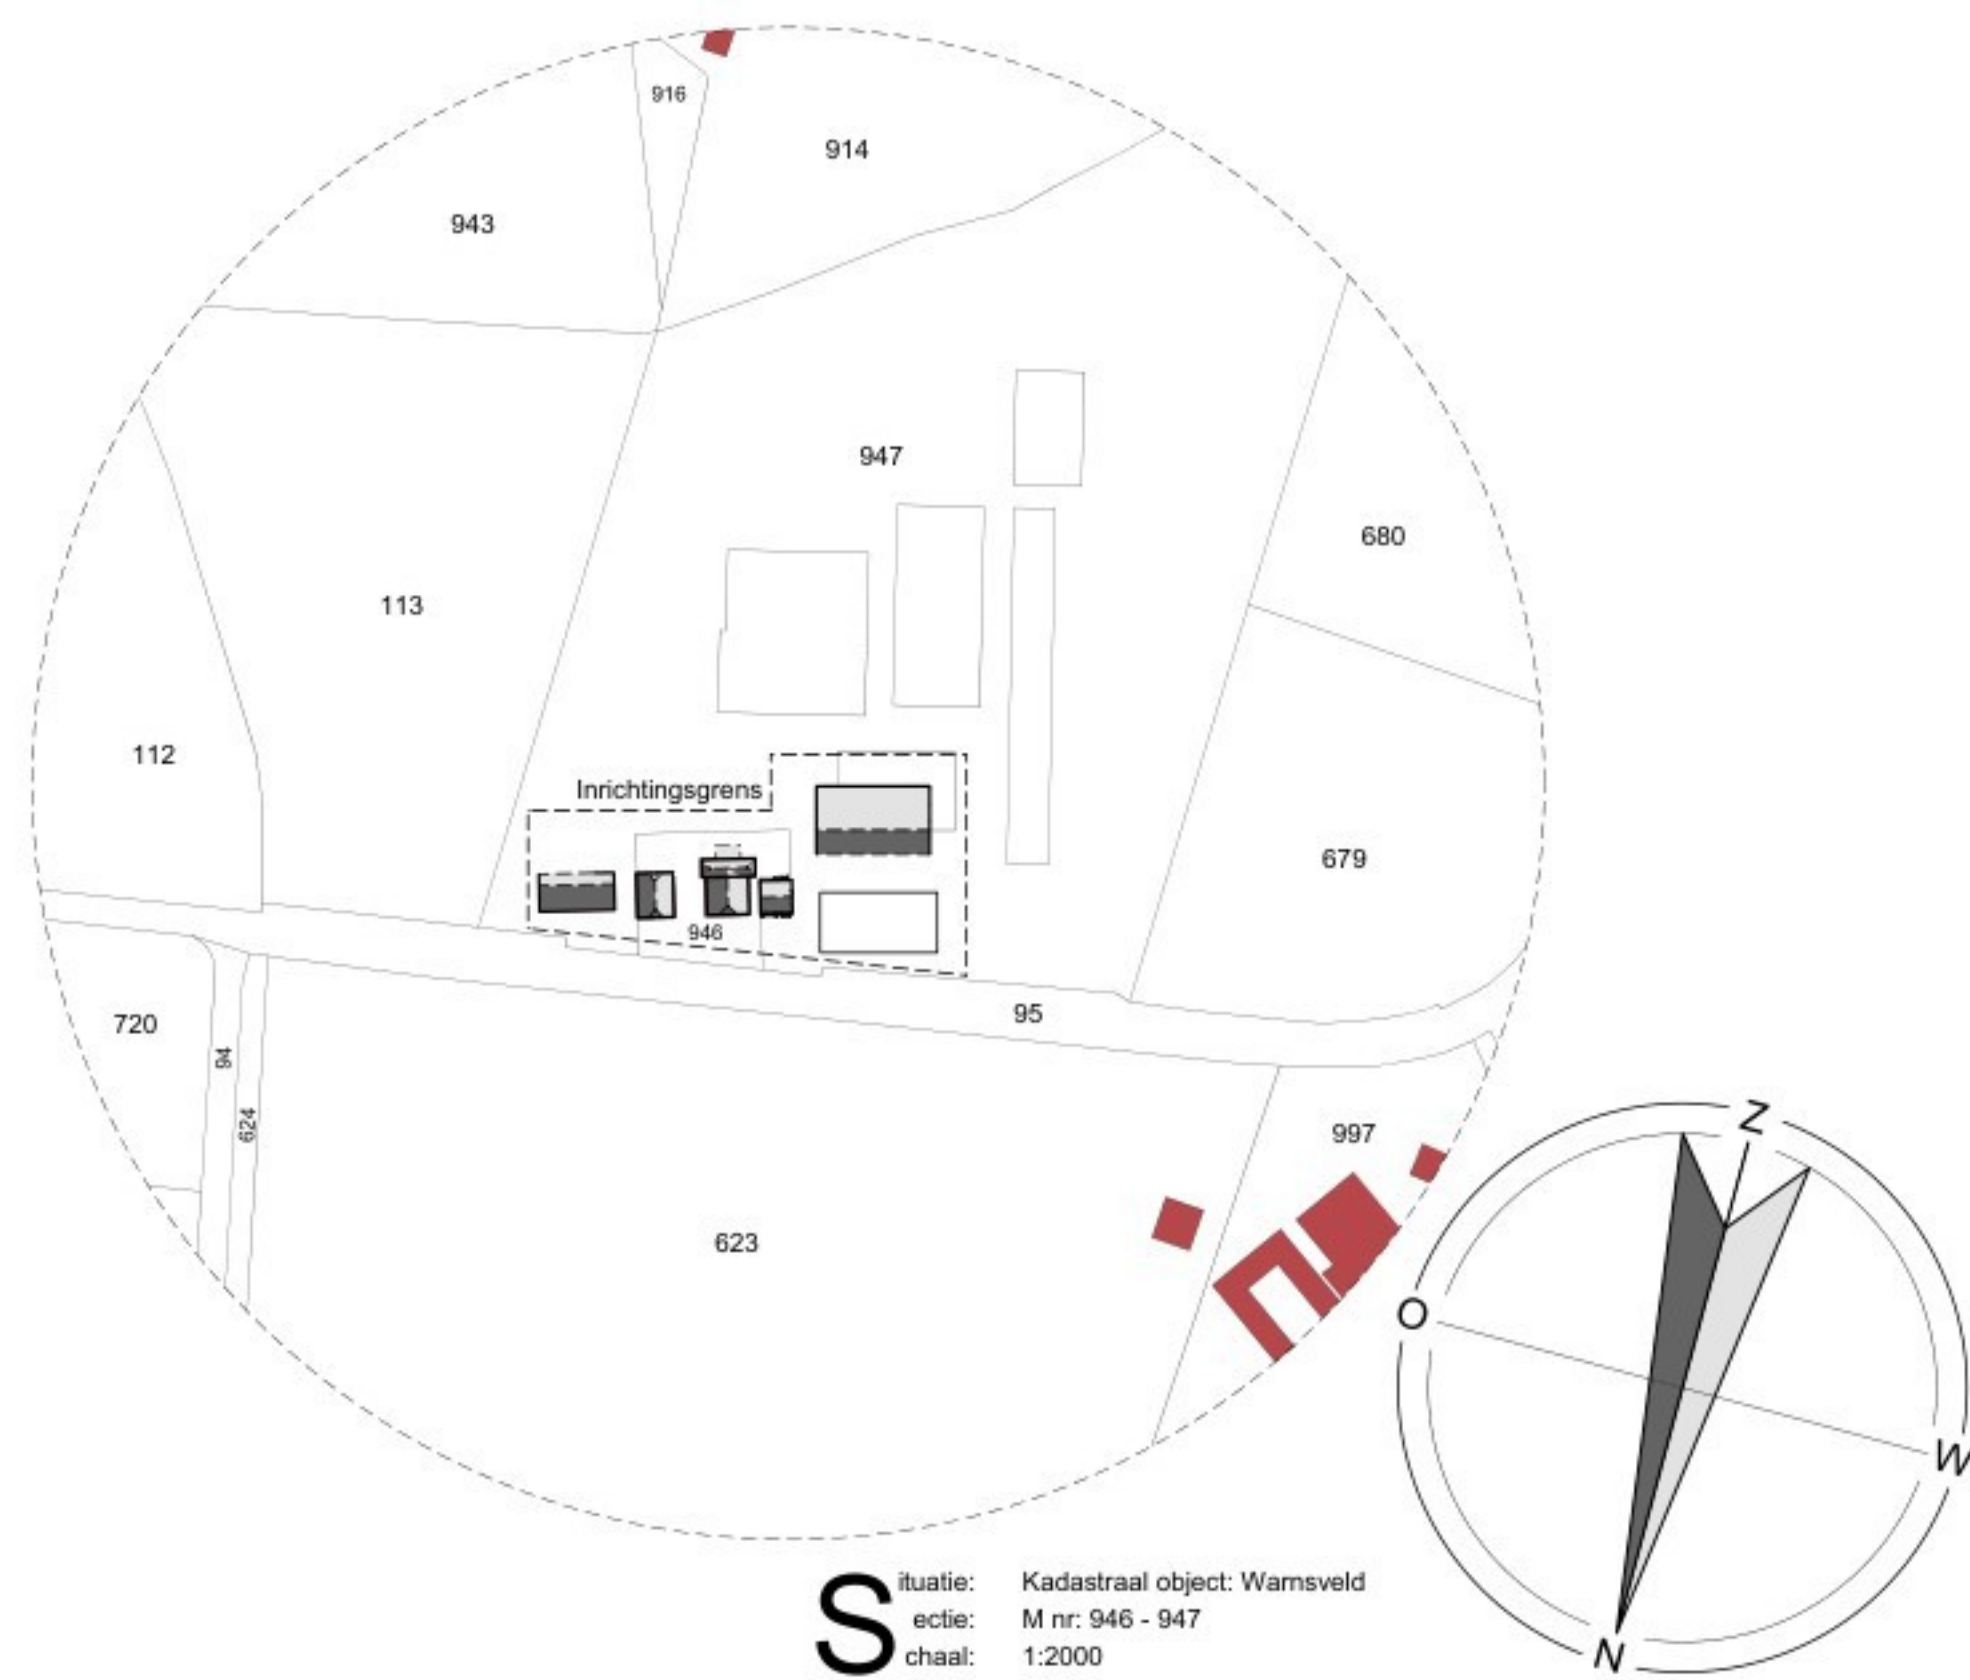 916
914
943
947
680
113
112
Inrichtingsgrens
679
946
95
720
94
624
997
623
Z
O
W
N
Situatie: Kadastraal object: Warnsveld
Sectie: M nr: 946 - 947
Schaal: 1:2000